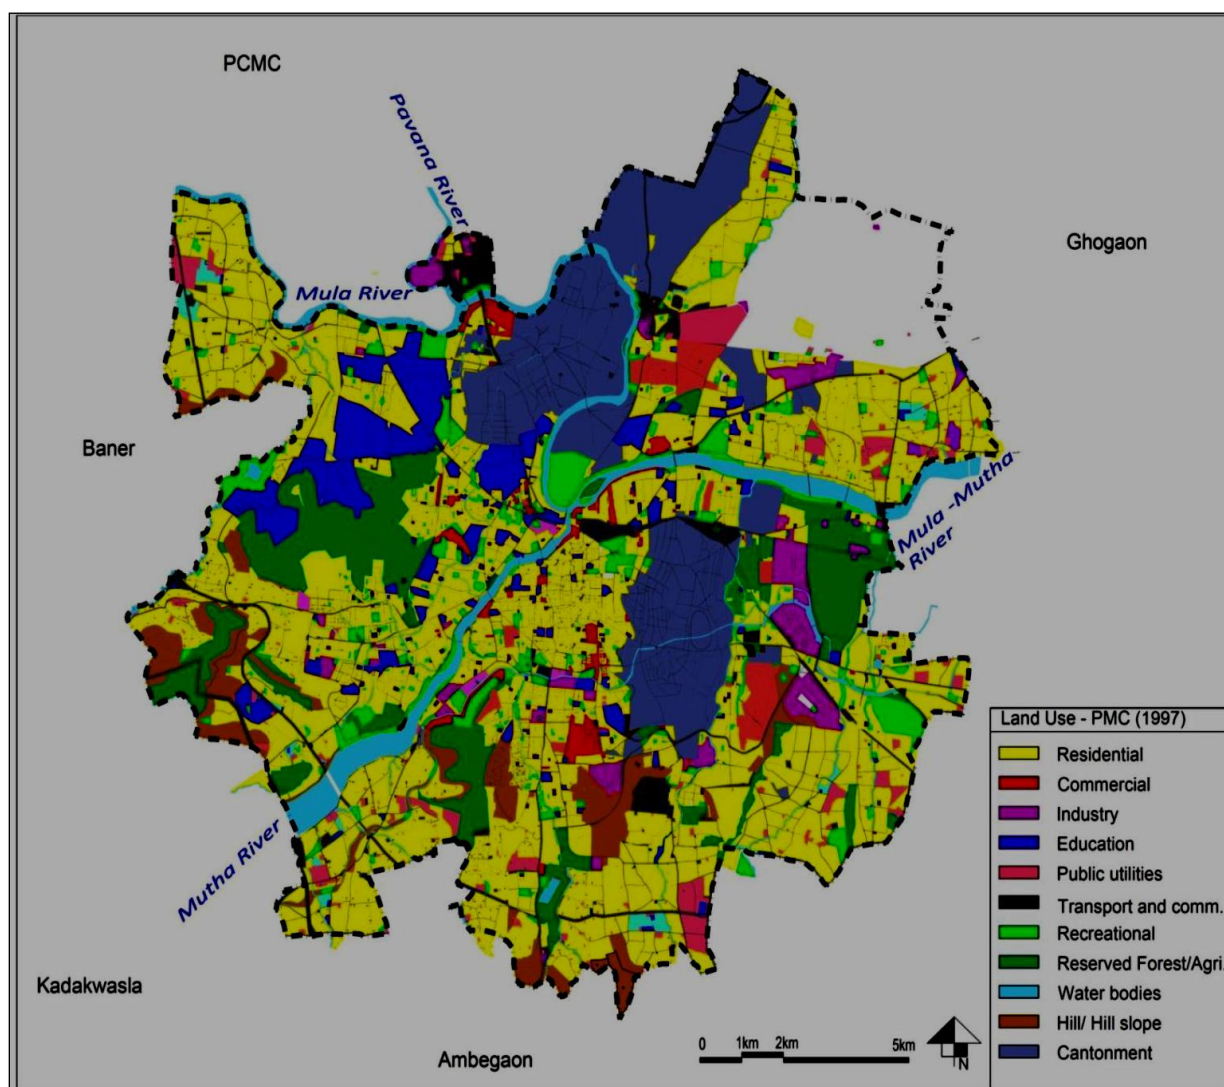 PCMC
Pavana River
Ghogaon
Mula River
Baner
Mula -Mutha
River
Mutha River
Kadakwasla
Ambegaon
Land Use - PMC (1997)
Residential
Commercial
Industry
Education
Public utilities
Transport and comm.
Recreational
Reserved Forest/Agri.
Water bodies
Hill/ Hill slope
Cantonment
0 1km 2km 5km
N